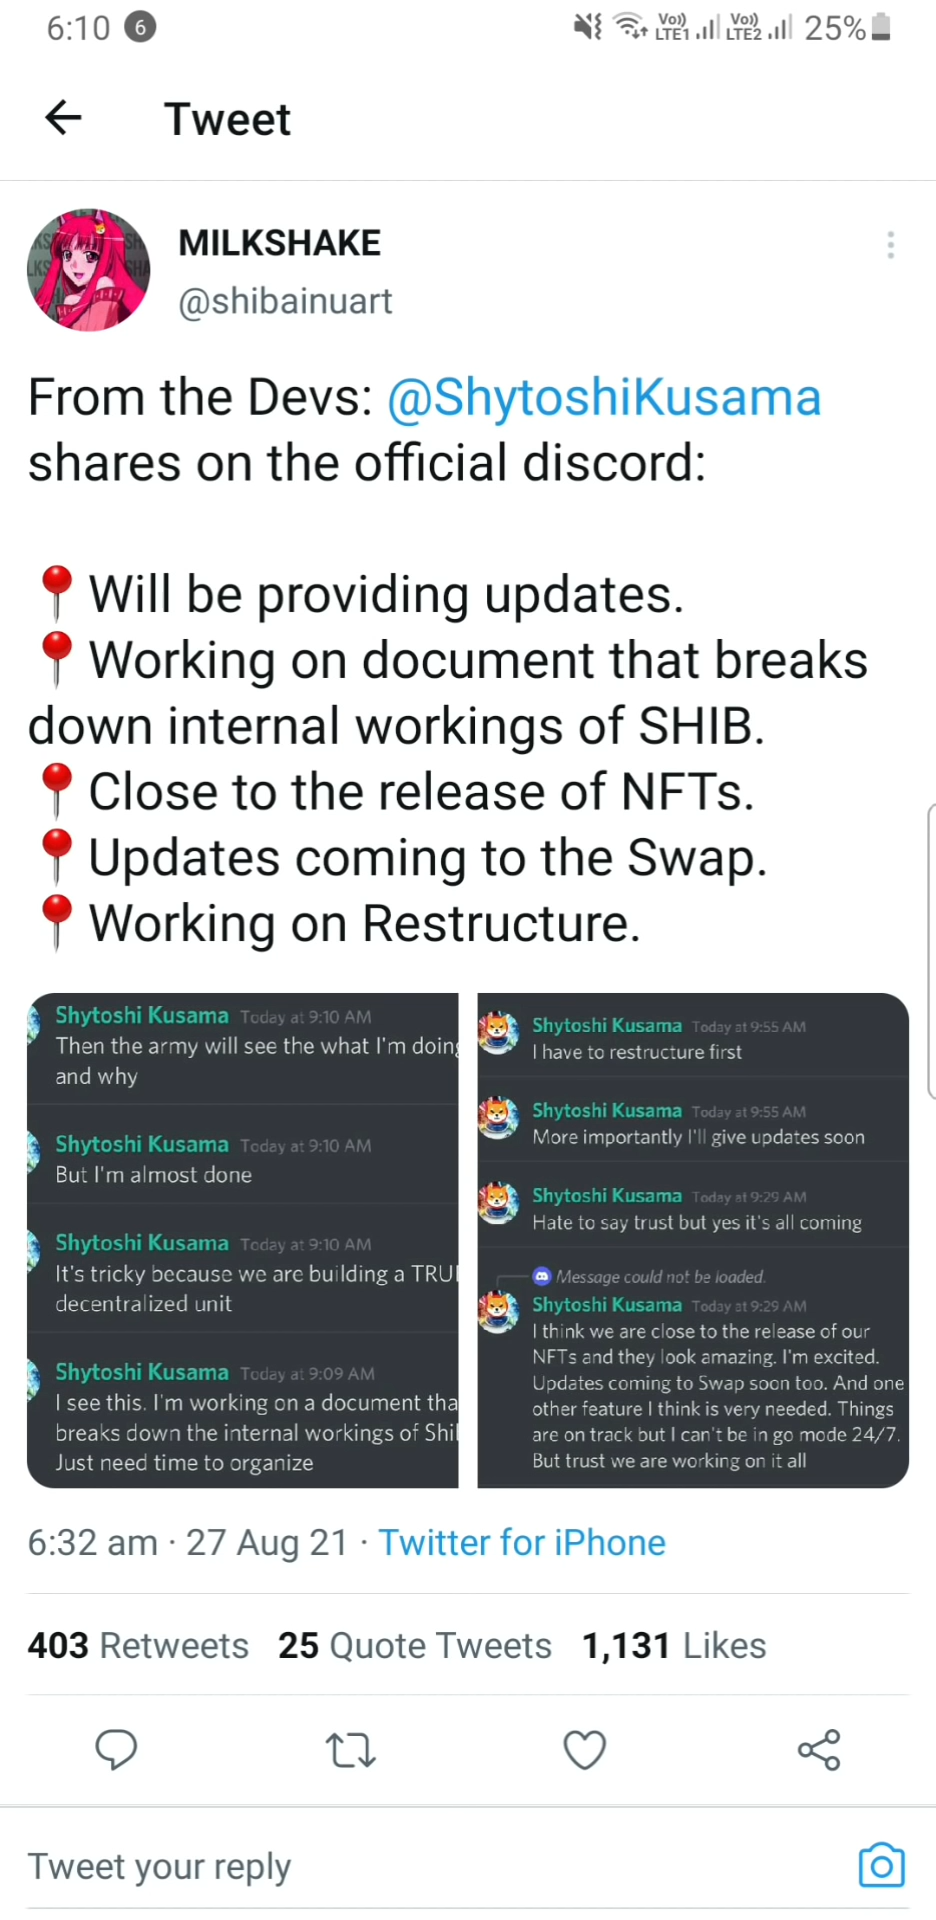 6:10 6 Vo)) LTE1 Vo)) LTE2 25%
Tweet
MILKSHAKE
@shibainuart
From the Devs: @ShytoshiKusama
shares on the official discord:
📍Will be providing updates.
📍Working on document that breaks
down internal workings of SHIB.
📍Close to the release of NFTs.
📍Updates coming to the Swap.
📍Working on Restructure.
Shytoshi Kusama Today at 9:10 AM
Then the army will see the what I'm doing
and why
Shytoshi Kusama Today at 9:10 AM
But I'm almost done
Shytoshi Kusama Today at 9:10 AM
It's tricky because we are building a TRU
decentralized unit
Shytoshi Kusama Today at 9:09 AM
I see this. I'm working on a document tha
breaks down the internal workings of Shi
Just need time to organize
Shytoshi Kusama Today at 9:55 AM
I have to restructure first
Shytoshi Kusama Today at 9:55 AM
More importantly I'll give updates soon
Shytoshi Kusama Today at 9:29 AM
Hate to say trust but yes it's all coming
Message could not be loaded.
Shytoshi Kusama Today at 9:29 AM
I think we are close to the release of our
NFTs and they look amazing. I'm excited.
Updates coming to Swap soon too. And one
other feature I think is very needed. Things
are on track but I can't be in go mode 24/7.
But trust we are working on it all
6:32 am · 27 Aug 21 · Twitter for iPhone
403 Retweets 25 Quote Tweets 1,131 Likes
Tweet your reply